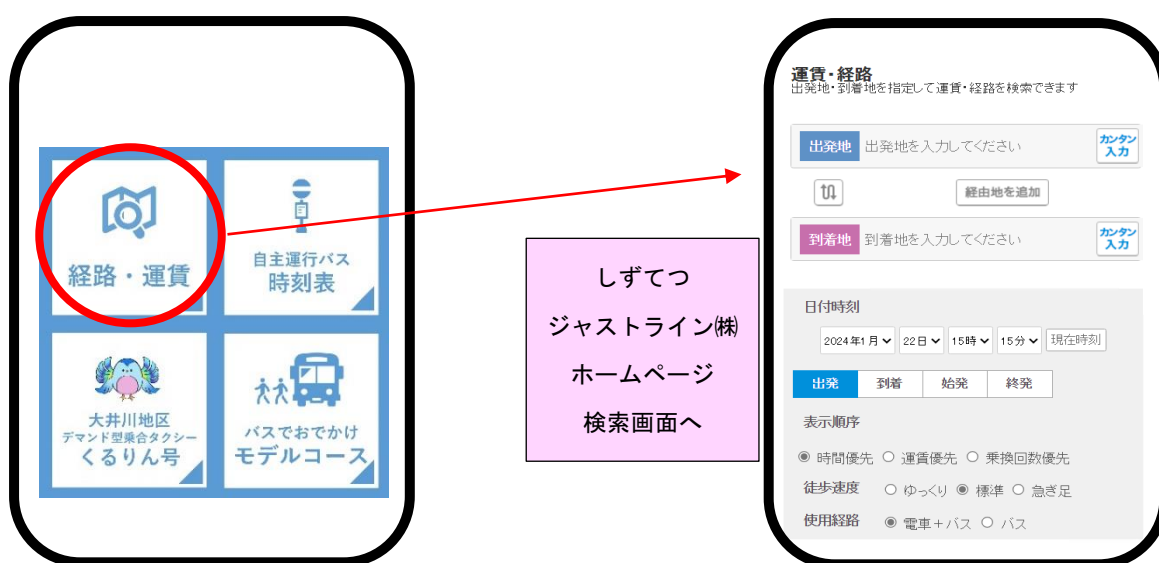 経路・運賃
自主運行バス
時刻表
大井川地区
デマンド型乗合タクシー
くるりん号
バスでおでかけ
モデルコース
しずてつ
ジャストライン㈱
ホームページ
検索画面へ
運賃・経路
出発地・到着地を指定して運賃・経路を検索できます
出発地 出発地を入力してください カンタン入力
経由地を追加
到着地 到着地を入力してください カンタン入力
日付時刻
2024年1月 22日 15時 15分 現在時刻
出発 到着 始発 終発
表示順序
時間優先 運賃優先 乗換回数優先
徒歩速度 ゆっくり 標準 急ぎ足
使用経路 電車+バス バス